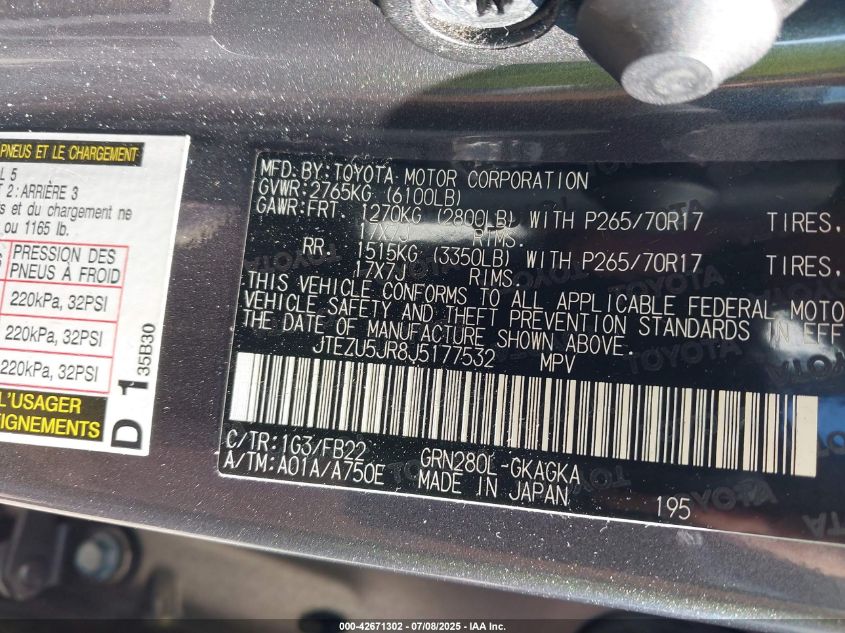 PNEUS ET LE CHARGEMENT
L 5
T 2 : ARRIÈRE 3
s et du chargement ne
ou 1165 lb.
PRESSION DES
PNEUS À FROID
220kPa, 32PSI
220kPa, 32PSI
220kPa, 32PSI
L'USAGER
EIGNEMENTS
D 1
35B30
MFD. BY: TOYOTA MOTOR CORPORATION
GVWR: 2765KG (6100LB)
GAWR: FRT 1270KG (2800LB) WITH P265/70R17 TIRES.
17X7J RIMS.
RR 1515KG (3350LB) WITH P265/70R17 TIRES.
17X7J RIMS.
THIS VEHICLE CONFORMS TO ALL APPLICABLE FEDERAL MOTO
VEHICLE SAFETY AND THEFT PREVENTION STANDARDS IN EFF
THE DATE OF MANUFACTURE SHOWN ABOVE.
JTEZU5JR8J5177532 MPV
C/TR: 1G3/FB22 GRN280L-GKAGKA
A/TM: A01A/A750E MADE IN JAPAN
195
000-42671302 - 07/08/2025 - IAA Inc.